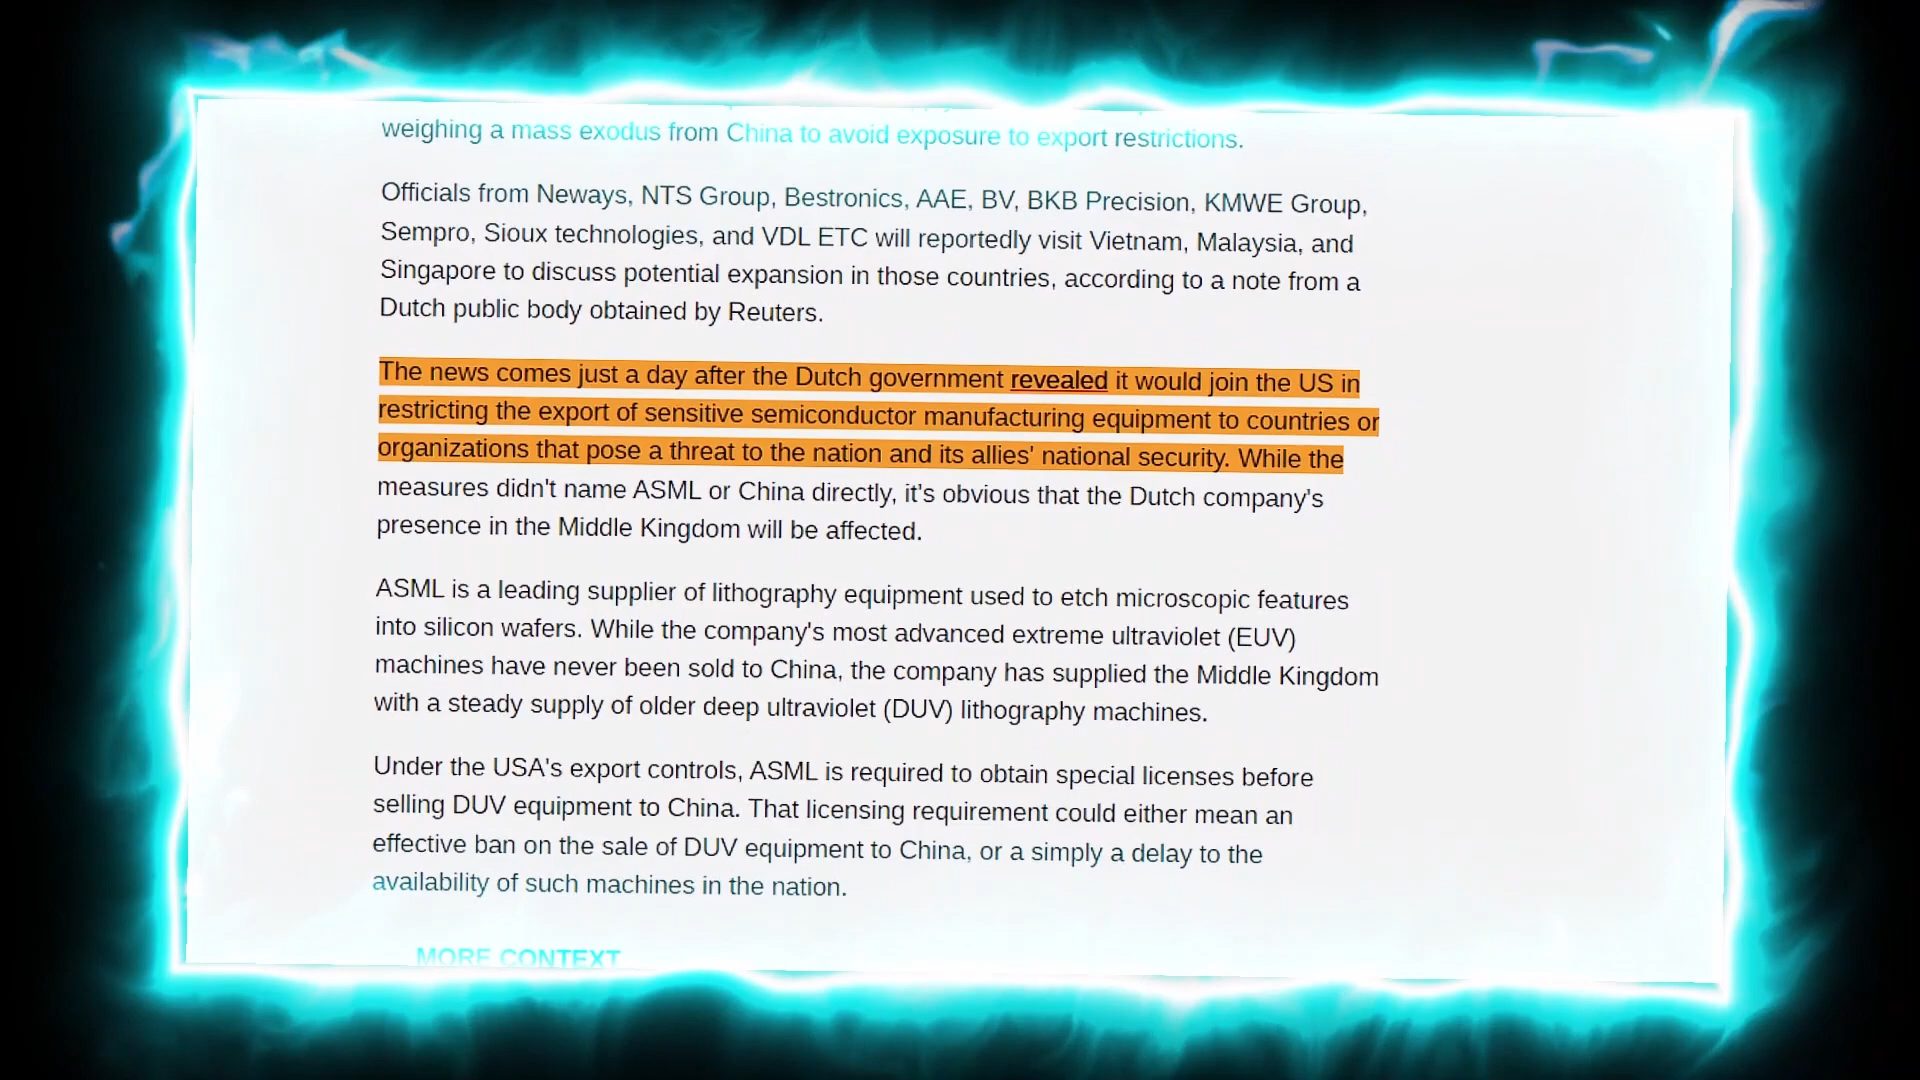 weighing a mass exodus from China to avoid exposure to export restrictions.
Officials from Neways, NTS Group, Bestronics, AAE, BV, BKB Precision, KMWE Group,
Sempro, Sioux technologies, and VDL ETC will reportedly visit Vietnam, Malaysia, and
Singapore to discuss potential expansion in those countries, according to a note from a
Dutch public body obtained by Reuters.
The news comes just a day after the Dutch government revealed it would join the US in
restricting the export of sensitive semiconductor manufacturing equipment to countries or
organizations that pose a threat to the nation and its allies' national security. While the
measures didn't name ASML or China directly, it's obvious that the Dutch company's
presence in the Middle Kingdom will be affected.
ASML is a leading supplier of lithography equipment used to etch microscopic features
into silicon wafers. While the company's most advanced extreme ultraviolet (EUV)
machines have never been sold to China, the company has supplied the Middle Kingdom
with a steady supply of older deep ultraviolet (DUV) lithography machines.
Under the USA's export controls, ASML is required to obtain special licenses before
selling DUV equipment to China. That licensing requirement could either mean an
effective ban on the sale of DUV equipment to China, or a simply a delay to the
availability of such machines in the nation.
MORE CONTEXT